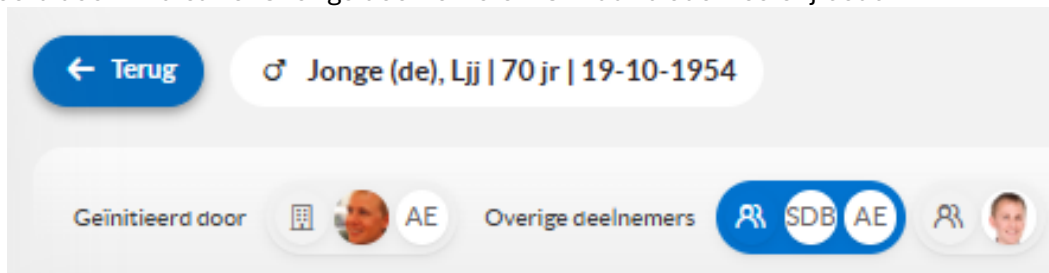 Terug
Jonge (de), Ljj | 70 jr | 19-10-1954
Geïnitieerd door AE Overige deelnemers SDB AE